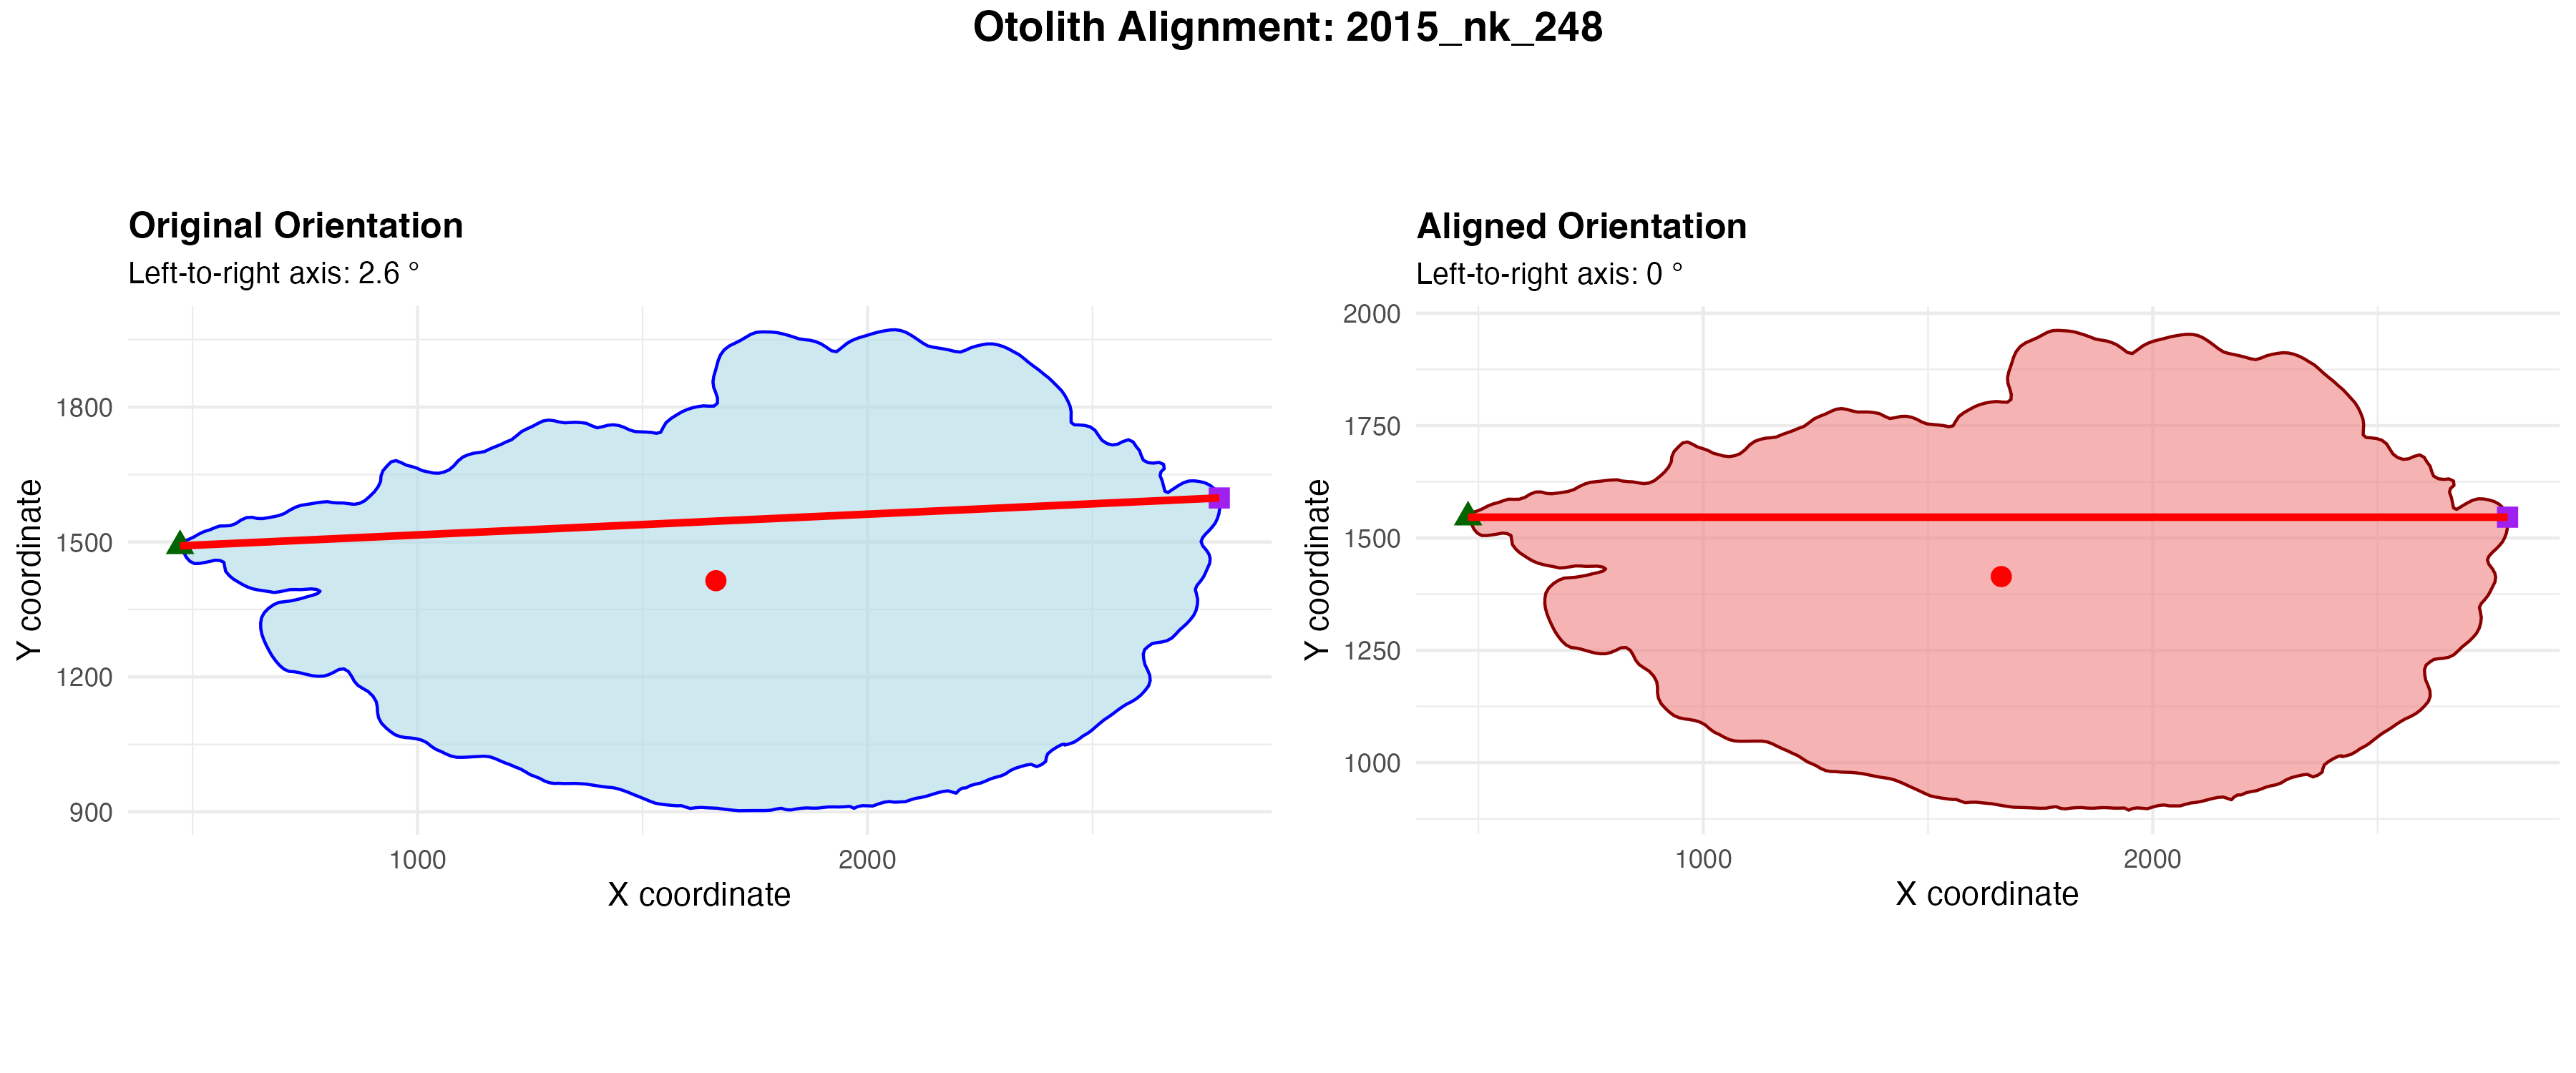 Otolith Alignment: 2015_nk_248
Original Orientation
Left-to-right axis: 2.6 °
Y coordinate
1800
1500
1200
900
1000
2000
X coordinate
Aligned Orientation
Left-to-right axis: 0 °
Y coordinate
2000
1750
1500
1250
1000
1000
2000
X coordinate